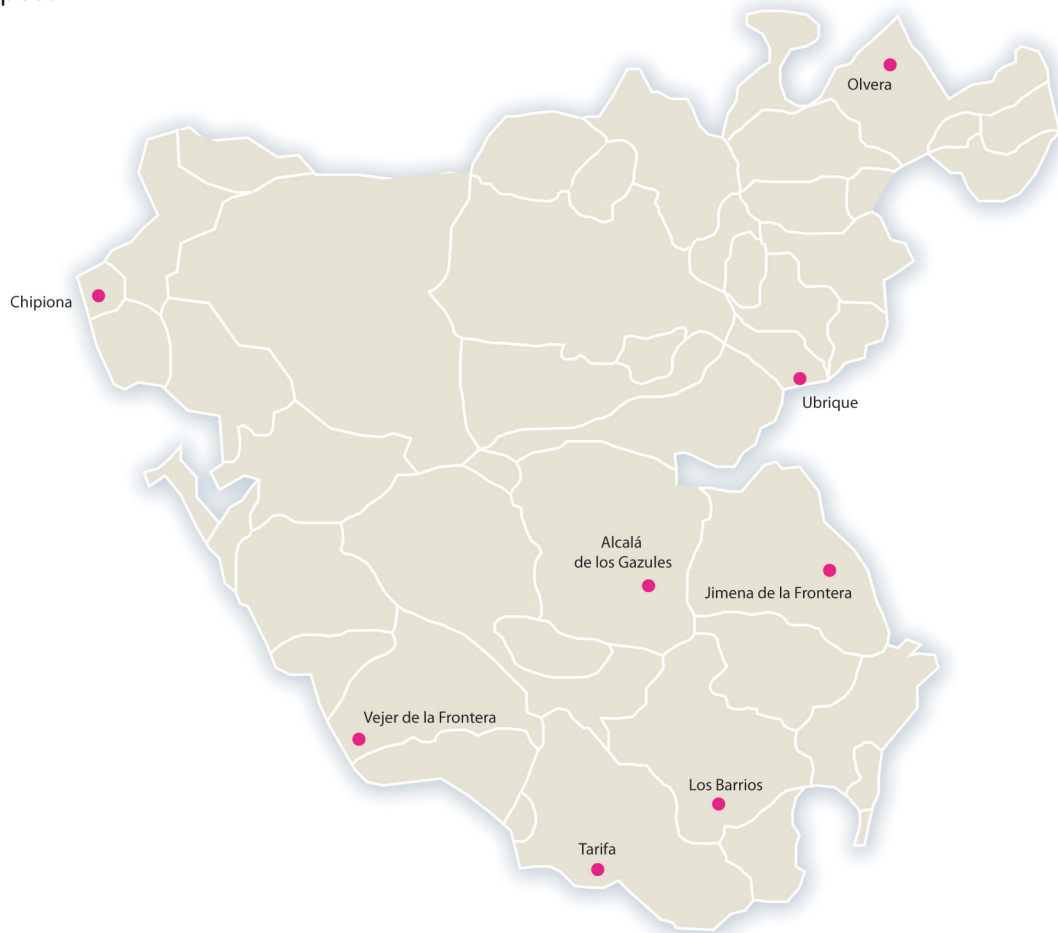 Olvera
Chipiona
Ubrique
Alcalá
de los Gazules
Jimena de la Frontera
Vejer de la Frontera
Los Barrios
Tarifa